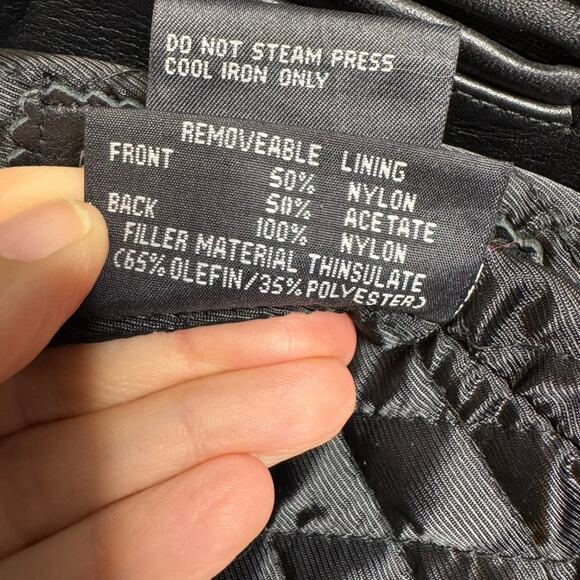 DO NOT STEAM PRESS
COOL IRON ONLY
REMOVEABLE LINING
FRONT 50% NYLON
BACK 50% ACETATE
100% NYLON
FILLER MATERIAL THINSULATE
(65% OLEFIN/35% POLYESTER)